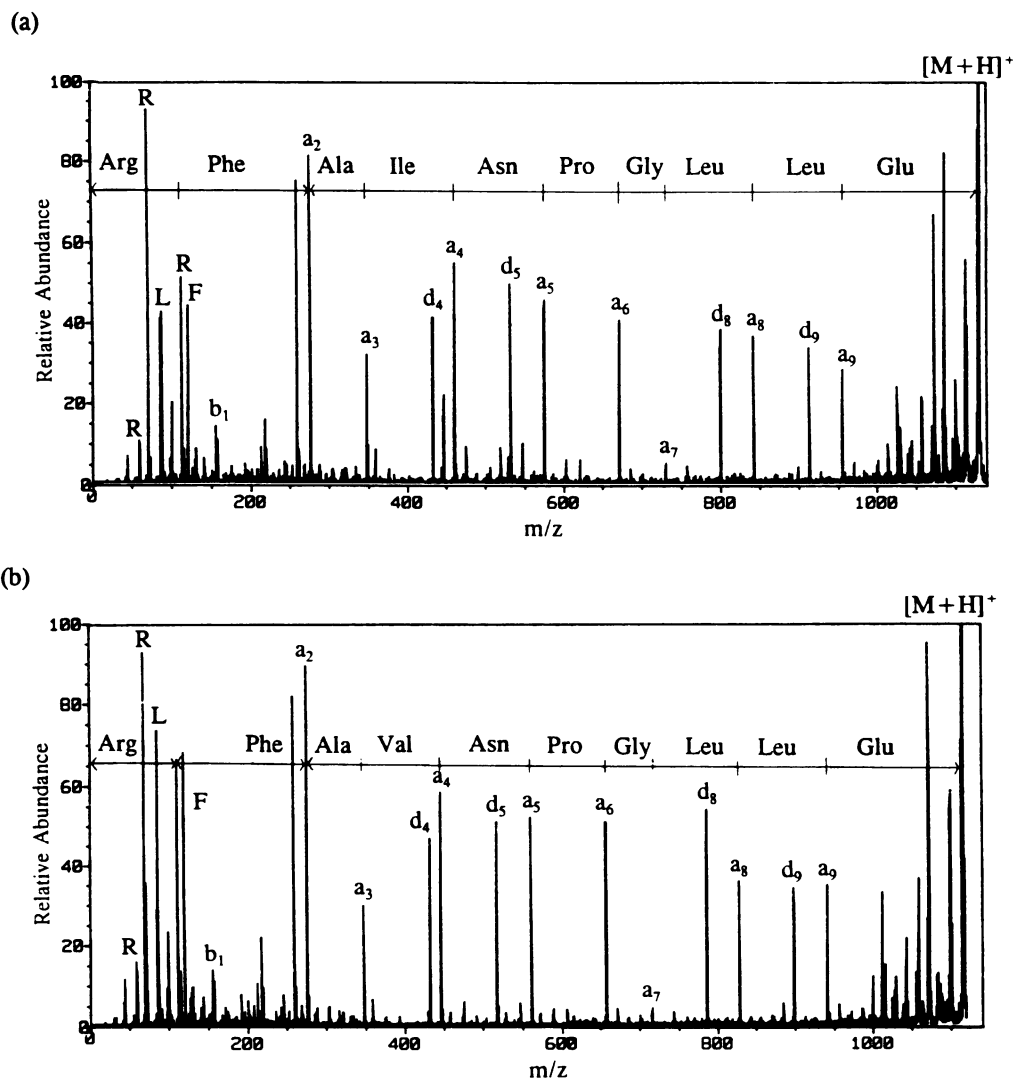 (a)
[M+H]⁺
100
80
60
40
20
0
Relative Abundance
Arg Phe Ala Ile Asn Pro Gly Leu Leu Glu
R
a₂
L
R
F
R
b₁
a₃
d₄
a₄
d₅
a₅
a₆
a₇
d₈
a₈
d₉
a₉
0 200 400 600 800 1000
m/z
(b)
[M+H]⁺
100
80
60
40
20
0
Relative Abundance
Arg Phe Ala Val Asn Pro Gly Leu Leu Glu
R
L
a₂
F
R
b₁
a₃
d₄
a₄
d₅
a₅
a₆
a₇
d₈
a₈
d₉
a₉
0 200 400 600 800 1000
m/z